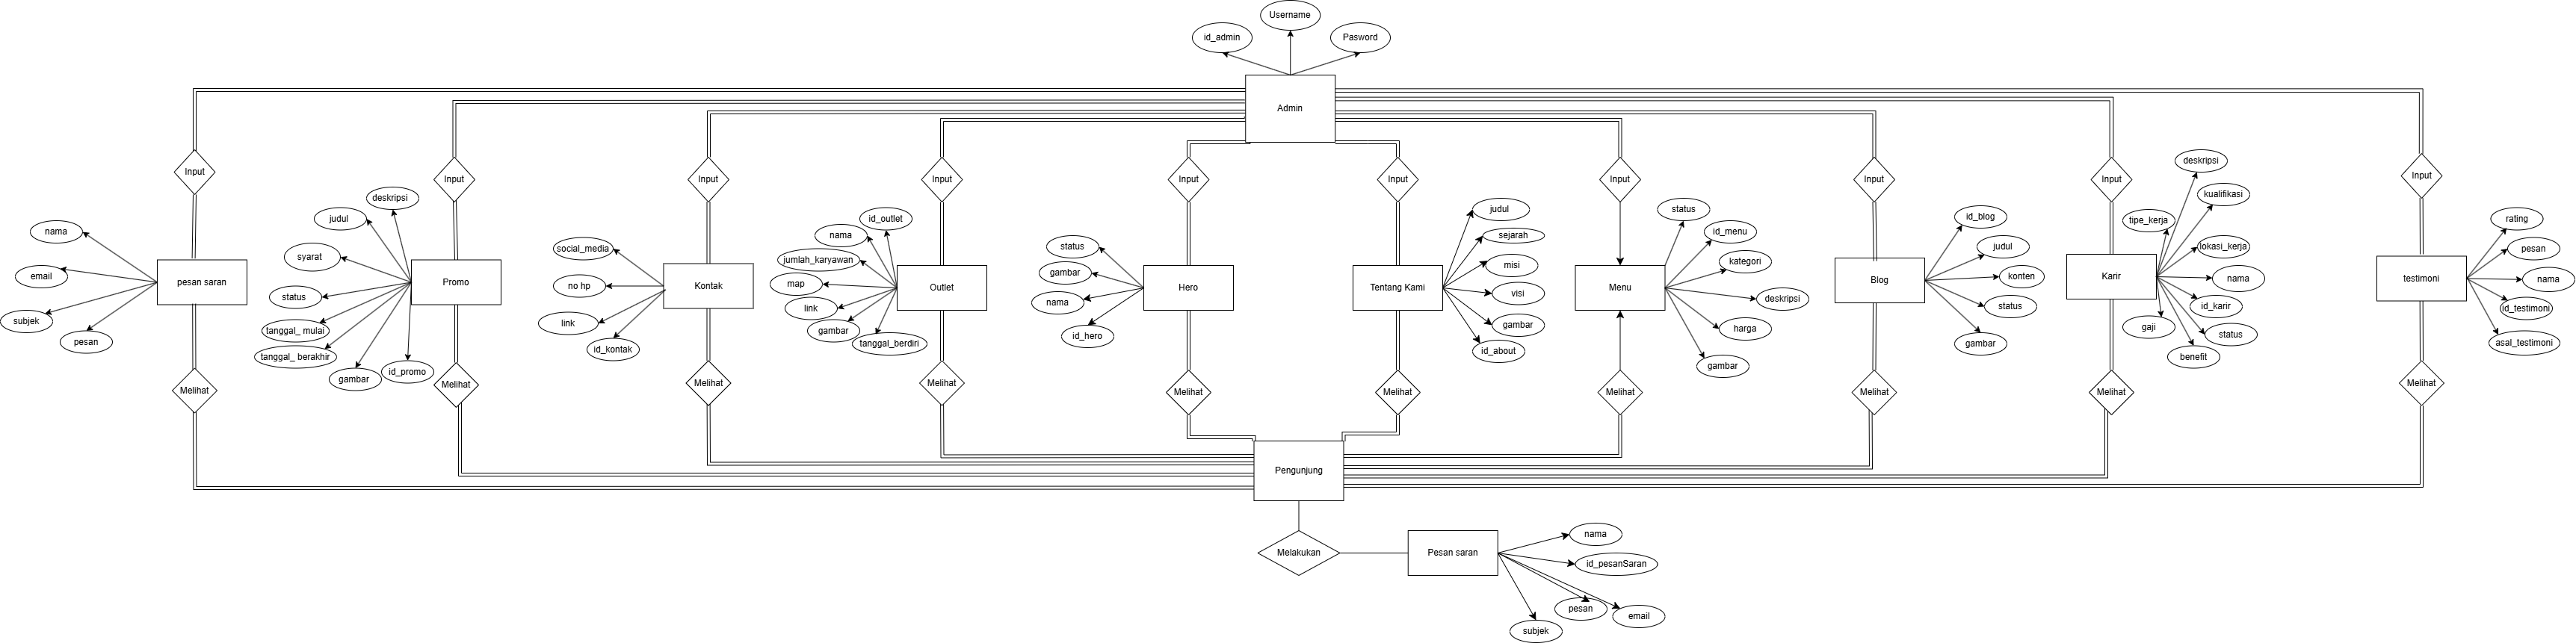 Username
id_admin
Pasword
Admin
Input
Input
Input
Input
Input
Input
Input
Input
Input
Input
nama
email
subjek
pesan
pesan saran
deskripsi
judul
syarat
status
tanggal_ mulai
tanggal_ berakhir
gambar
id_promo
Promo
social_media
no hp
link
id_kontak
Kontak
id_outlet
nama
jumlah_karyawan
map
link
gambar
tanggal_berdiri
Outlet
status
gambar
nama
id_hero
Hero
Tentang Kami
judul
sejarah
misi
visi
gambar
id_about
Menu
status
id_menu
kategori
deskripsi
harga
gambar
Blog
id_blog
judul
konten
status
gambar
Karir
deskripsi
kualifikasi
tipe_kerja
lokasi_kerja
nama
id_karir
gaji
status
benefit
testimoni
rating
pesan
nama
id_testimoni
asal_testimoni
Melihat
Melihat
Melihat
Melihat
Melihat
Melihat
Melihat
Melihat
Melihat
Melihat
Pengunjung
Melakukan
Pesan saran
nama
id_pesanSaran
pesan
email
subjek